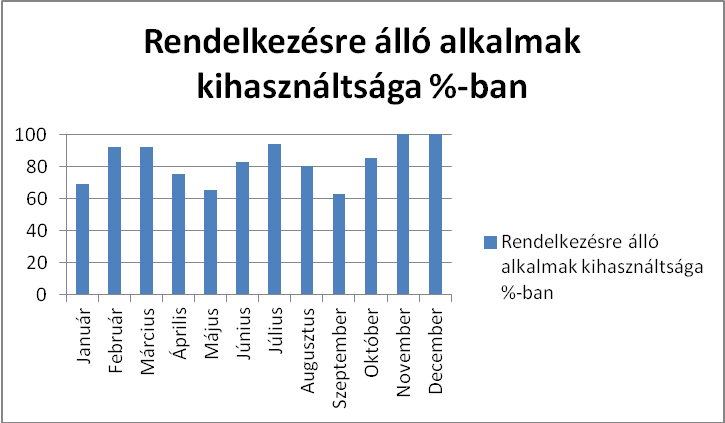 Rendelkezésre álló alkalmak
kihasználtsága %-ban
100
80
60
40
20
0
Január
Február
Március
Április
Május
Június
Július
Augusztus
Szeptember
Október
November
December
Rendelkezésre álló
alkalmak kihasználtsága
%-ban